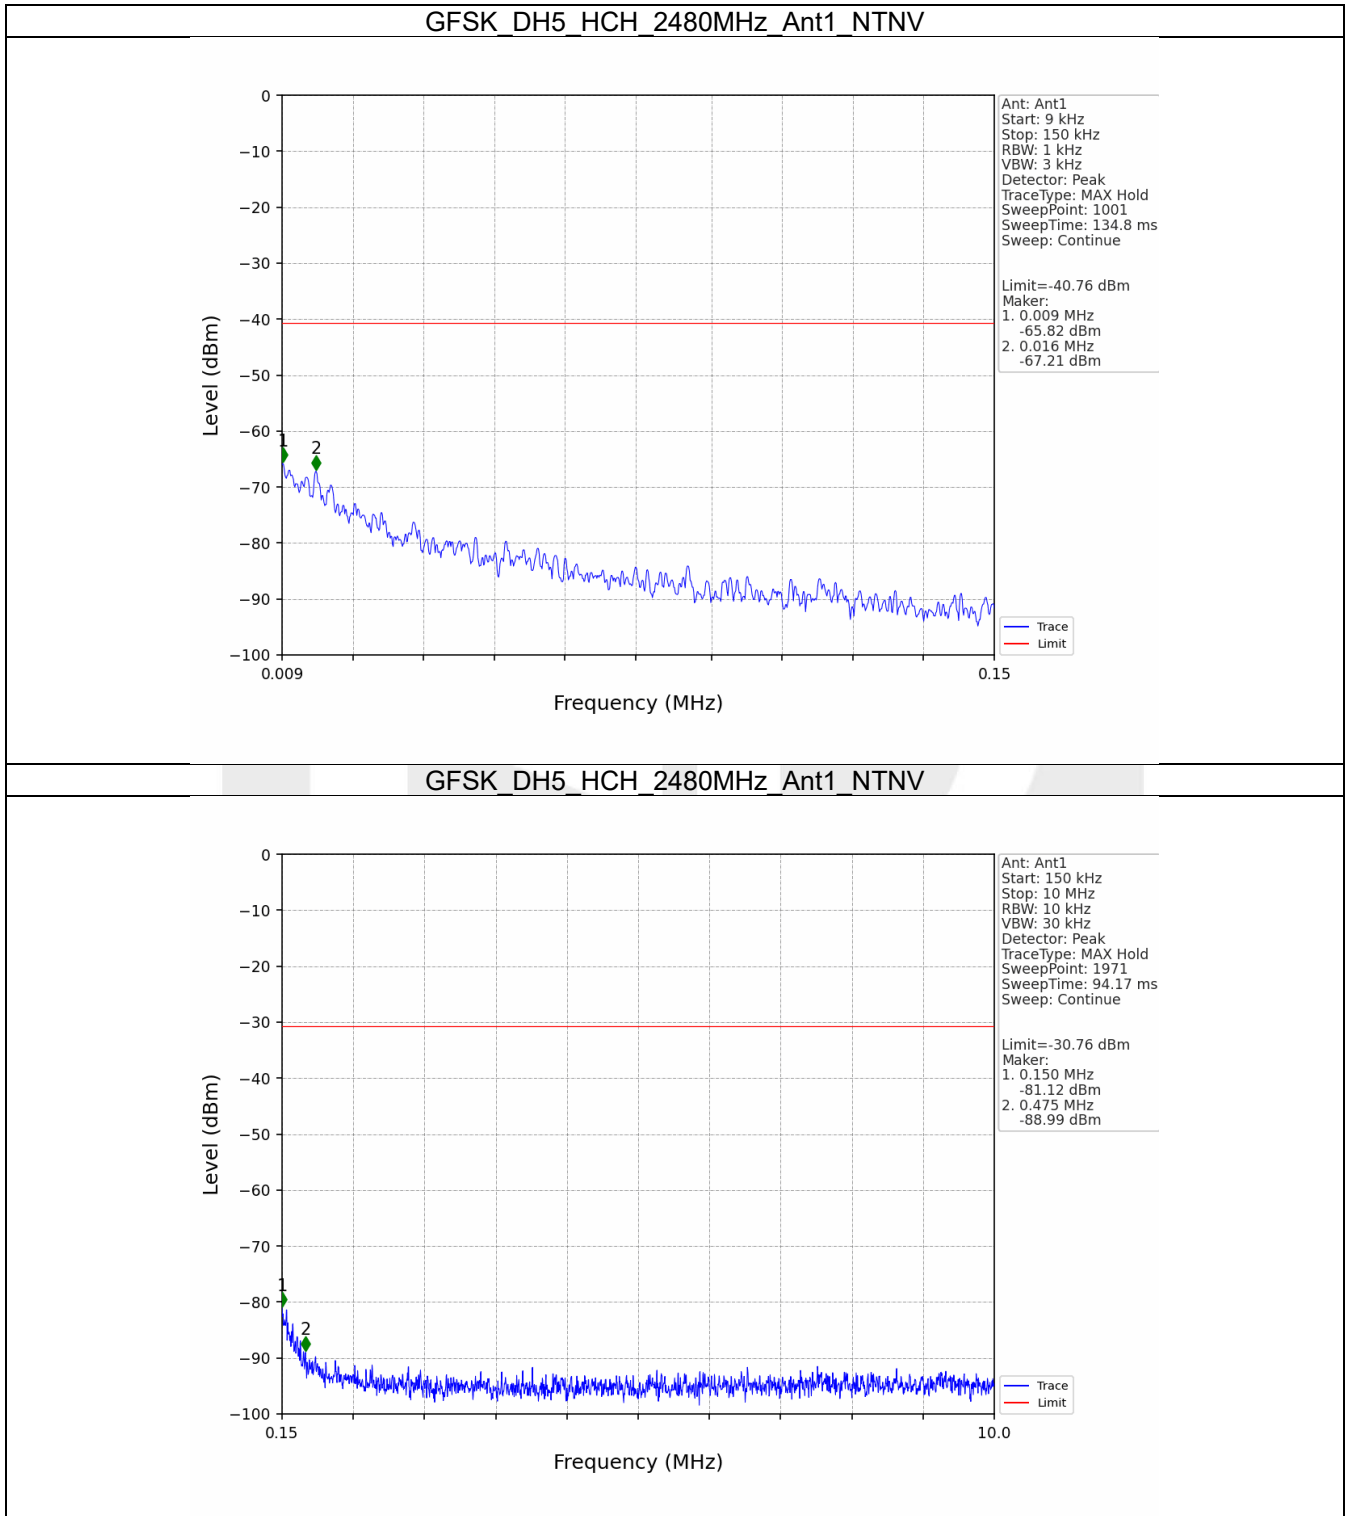 GFSK_DH5_HCH_2480MHz_Ant1_NTNV
0
−10
−20
−30
−40
−50
−60
−70
−80
−90
−100
Level (dBm)
1
2
0.009
0.15
Frequency (MHz)
Ant: Ant1
Start: 9 kHz
Stop: 150 kHz
RBW: 1 kHz
VBW: 3 kHz
Detector: Peak
TraceType: MAX Hold
SweepPoint: 1001
SweepTime: 134.8 ms
Sweep: Continue
Limit=-40.76 dBm
Maker:
1. 0.009 MHz
-65.82 dBm
2. 0.016 MHz
-67.21 dBm
Trace
Limit
GFSK_DH5_HCH_2480MHz_Ant1_NTNV
0
−10
−20
−30
−40
−50
−60
−70
−80
−90
−100
Level (dBm)
1
2
0.15
10.0
Frequency (MHz)
Ant: Ant1
Start: 150 kHz
Stop: 10 MHz
RBW: 10 kHz
VBW: 30 kHz
Detector: Peak
TraceType: MAX Hold
SweepPoint: 1971
SweepTime: 94.17 ms
Sweep: Continue
Limit=-30.76 dBm
Maker:
1. 0.150 MHz
-81.12 dBm
2. 0.475 MHz
-88.99 dBm
Trace
Limit